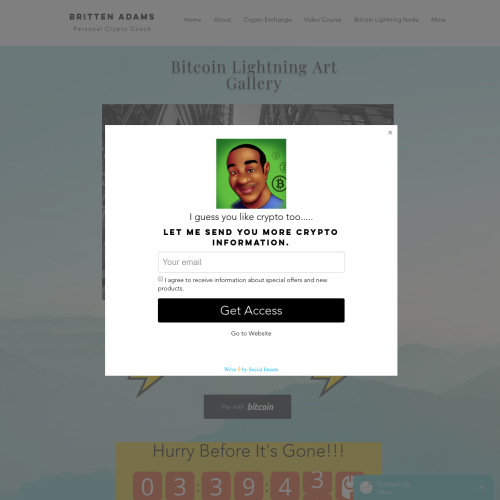 BRITTEN ADAMS
Personal Crypto Coach
Home About Crypto Exchange Video Course Bitcoin Lightning Node More
Bitcoin Lightning Art
Gallery
×
I guess you like crypto too.....
LET ME SEND YOU MORE CRYPTO
INFORMATION.
Your email
I agree to receive information about special offers and new
products.
Get Access
Go to Website
We're by Social Intents
Pay with bitcoin
Hurry Before It's Gone!!!
0 3 : 3 9 : 4 3
Contact Us